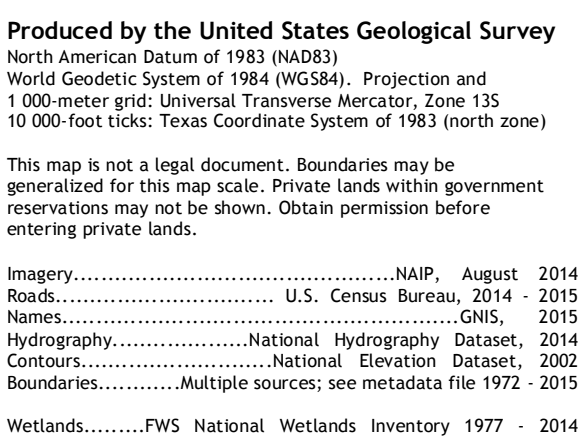 Produced by the United States Geological Survey
North American Datum of 1983 (NAD83)
World Geodetic System of 1984 (WGS84). Projection and
1 000-meter grid: Universal Transverse Mercator, Zone 13S
10 000-foot ticks: Texas Coordinate System of 1983 (north zone)
This map is not a legal document. Boundaries may be
generalized for this map scale. Private lands within government
reservations may not be shown. Obtain permission before
entering private lands.
Imagery.............................................NAIP, August 2014
Roads............................... U.S. Census Bureau, 2014 - 2015
Names.......................................................GNIS, 2015
Hydrography...................National Hydrography Dataset, 2014
Contours...........................National Elevation Dataset, 2002
Boundaries............Multiple sources; see metadata file 1972 - 2015
Wetlands.........FWS National Wetlands Inventory 1977 - 2014